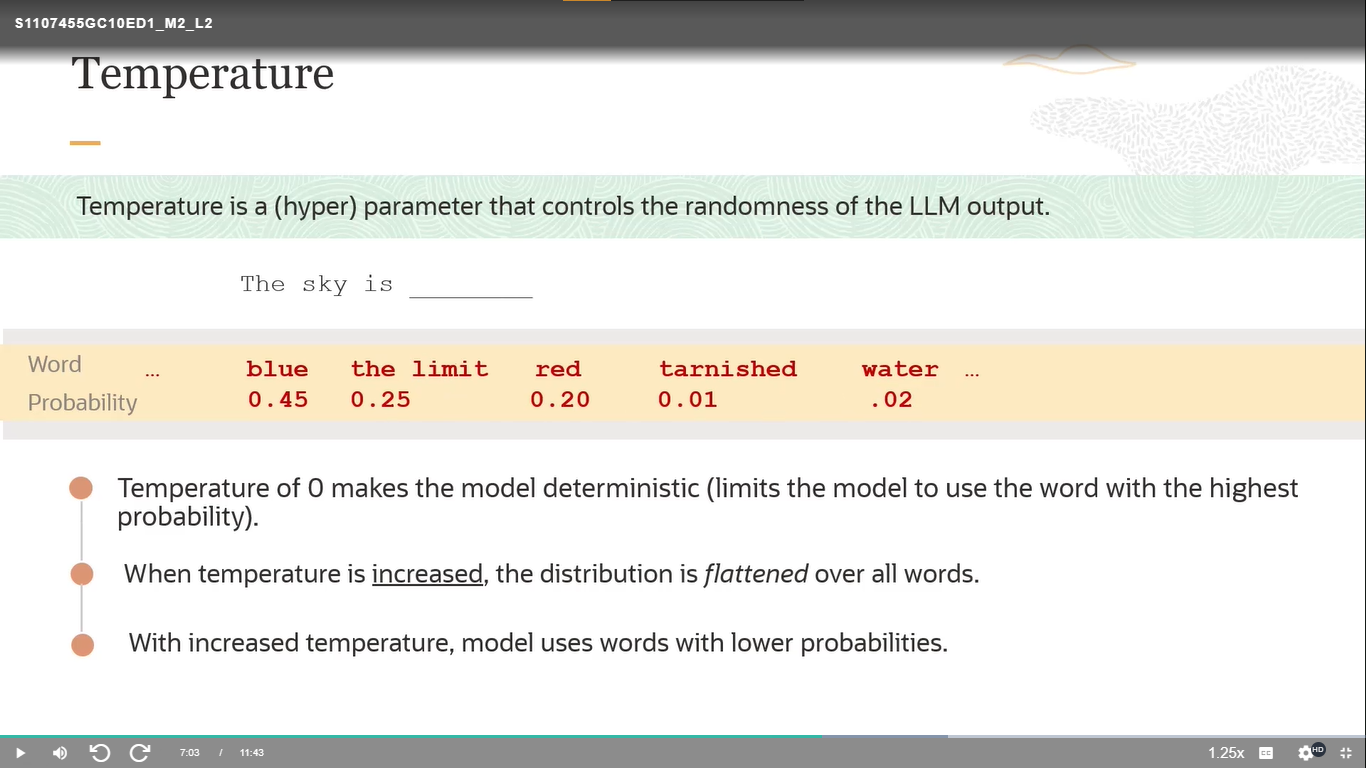 S1107455GC10ED1_M2_L2
Temperature
Temperature is a (hyper) parameter that controls the randomness of the LLM output.
The sky is ________
Word ... blue the limit red tarnished water ...
Probability 0.45 0.25 0.20 0.01 .02
Temperature of 0 makes the model deterministic (limits the model to use the word with the highest
probability).
When temperature is increased, the distribution is flattened over all words.
With increased temperature, model uses words with lower probabilities.
7:03 / 11:43 1.25x CC HD